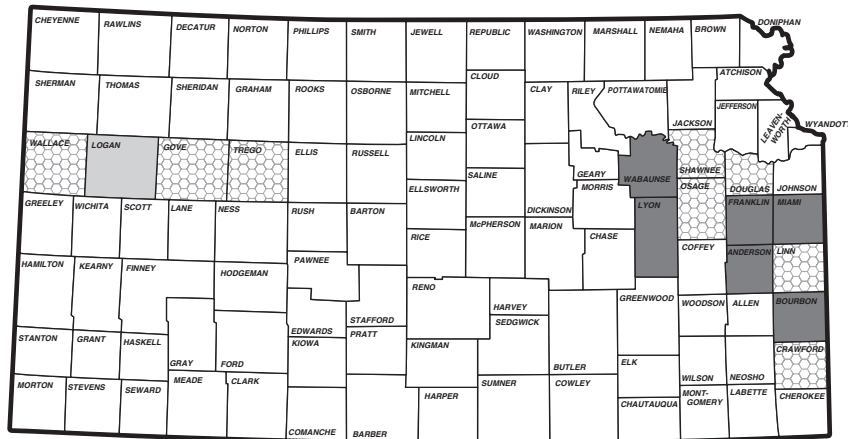 CHEYENNE
RAWLINS
DECATUR
NORTON
PHILLIPS
SMITH
JEWELL
REPUBLIC
WASHINGTON
MARSHALL
NEMAHA
BROWN
DONIPHAN
SHERMAN
THOMAS
SHERIDAN
GRAHAM
ROOKS
OSBORNE
MITCHELL
CLOUD
CLAY
RILEY
POTTAWATOMIE
JACKSON
ATCHISON
JEFFERSON
LEAVEN-
WORTH
WYANDOTT
WALLACE
LOGAN
GOVE
TREGO
ELLIS
RUSSELL
LINCOLN
OTTAWA
SALINE
ELLSWORTH
DICKINSON
GEARY
MORRIS
WABAUNSE
SHAWNEE
OSAGE
DOUGLAS
JOHNSON
GREELEY
WICHITA
SCOTT
LANE
NESS
RUSH
BARTON
RICE
McPHERSON
MARION
CHASE
LYON
FRANKLIN
MIAMI
HAMILTON
KEARNY
FINNEY
HODGEMAN
PAWNEE
STAFFORD
RENO
HARVEY
SEDGWICK
GREENWOOD
COFFEY
ANDERSON
LINN
WOODSON
ALLEN
BOURBON
STANTON
GRANT
HASKELL
GRAY
FORD
EDWARDS
KIOWA
PRATT
KINGMAN
BUTLER
ELK
WILSON
NEOSHO
CRAWFORD
MORTON
STEVENS
SEWARD
MEADE
CLARK
COMANCHE
BARBER
HARPER
SUMNER
COWLEY
CHAUTAUQUA
MONT-
GOMERY
LABETTE
CHEROKEE